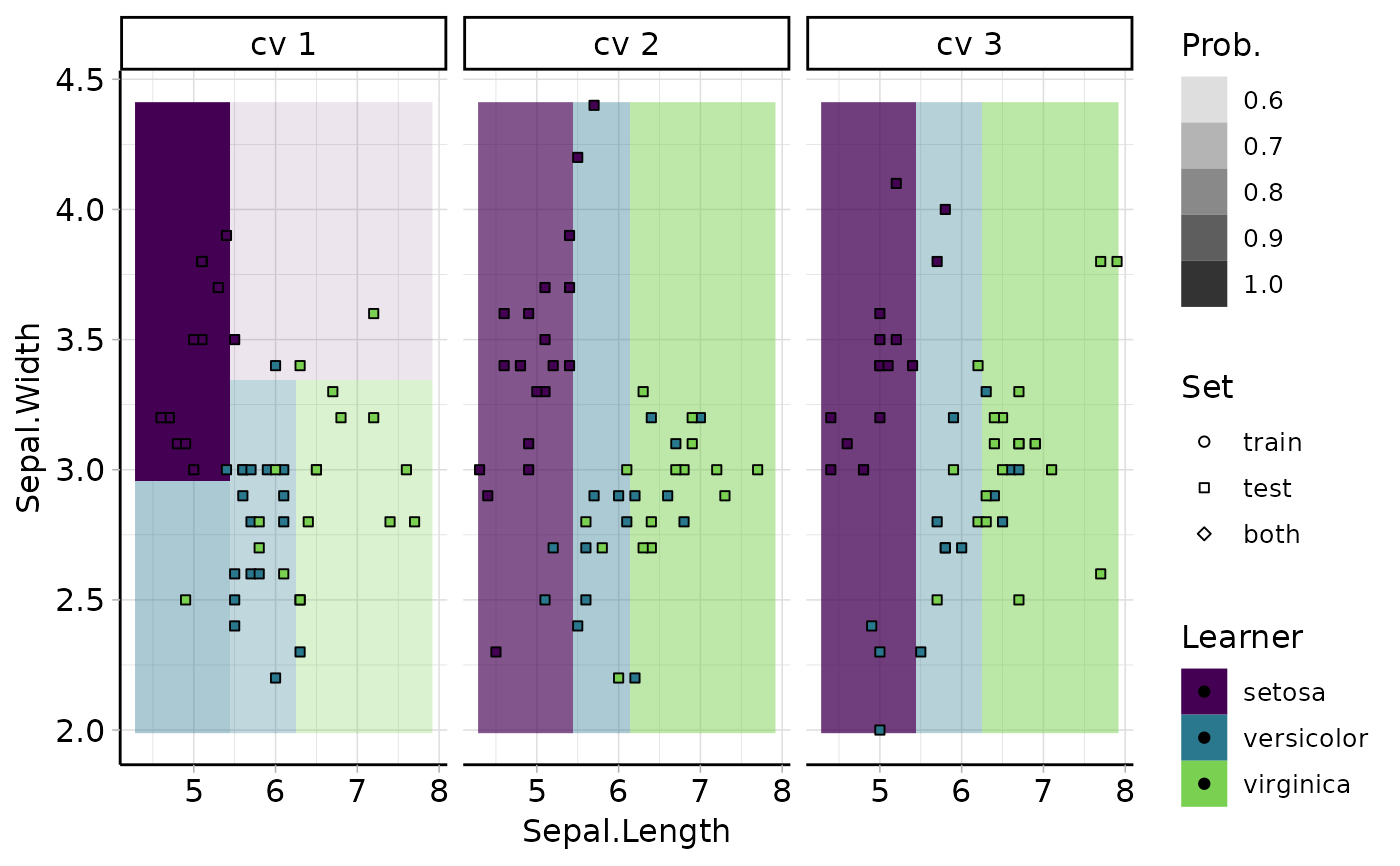 cv 1
cv 2
cv 3
4.5
4.0
3.5
3.0
2.5
2.0
Sepal.Width
5 6 7 8
5 6 7 8
5 6 7 8
Sepal.Length
Prob.
0.6
0.7
0.8
0.9
1.0
Set
train
test
both
Learner
setosa
versicolor
virginica